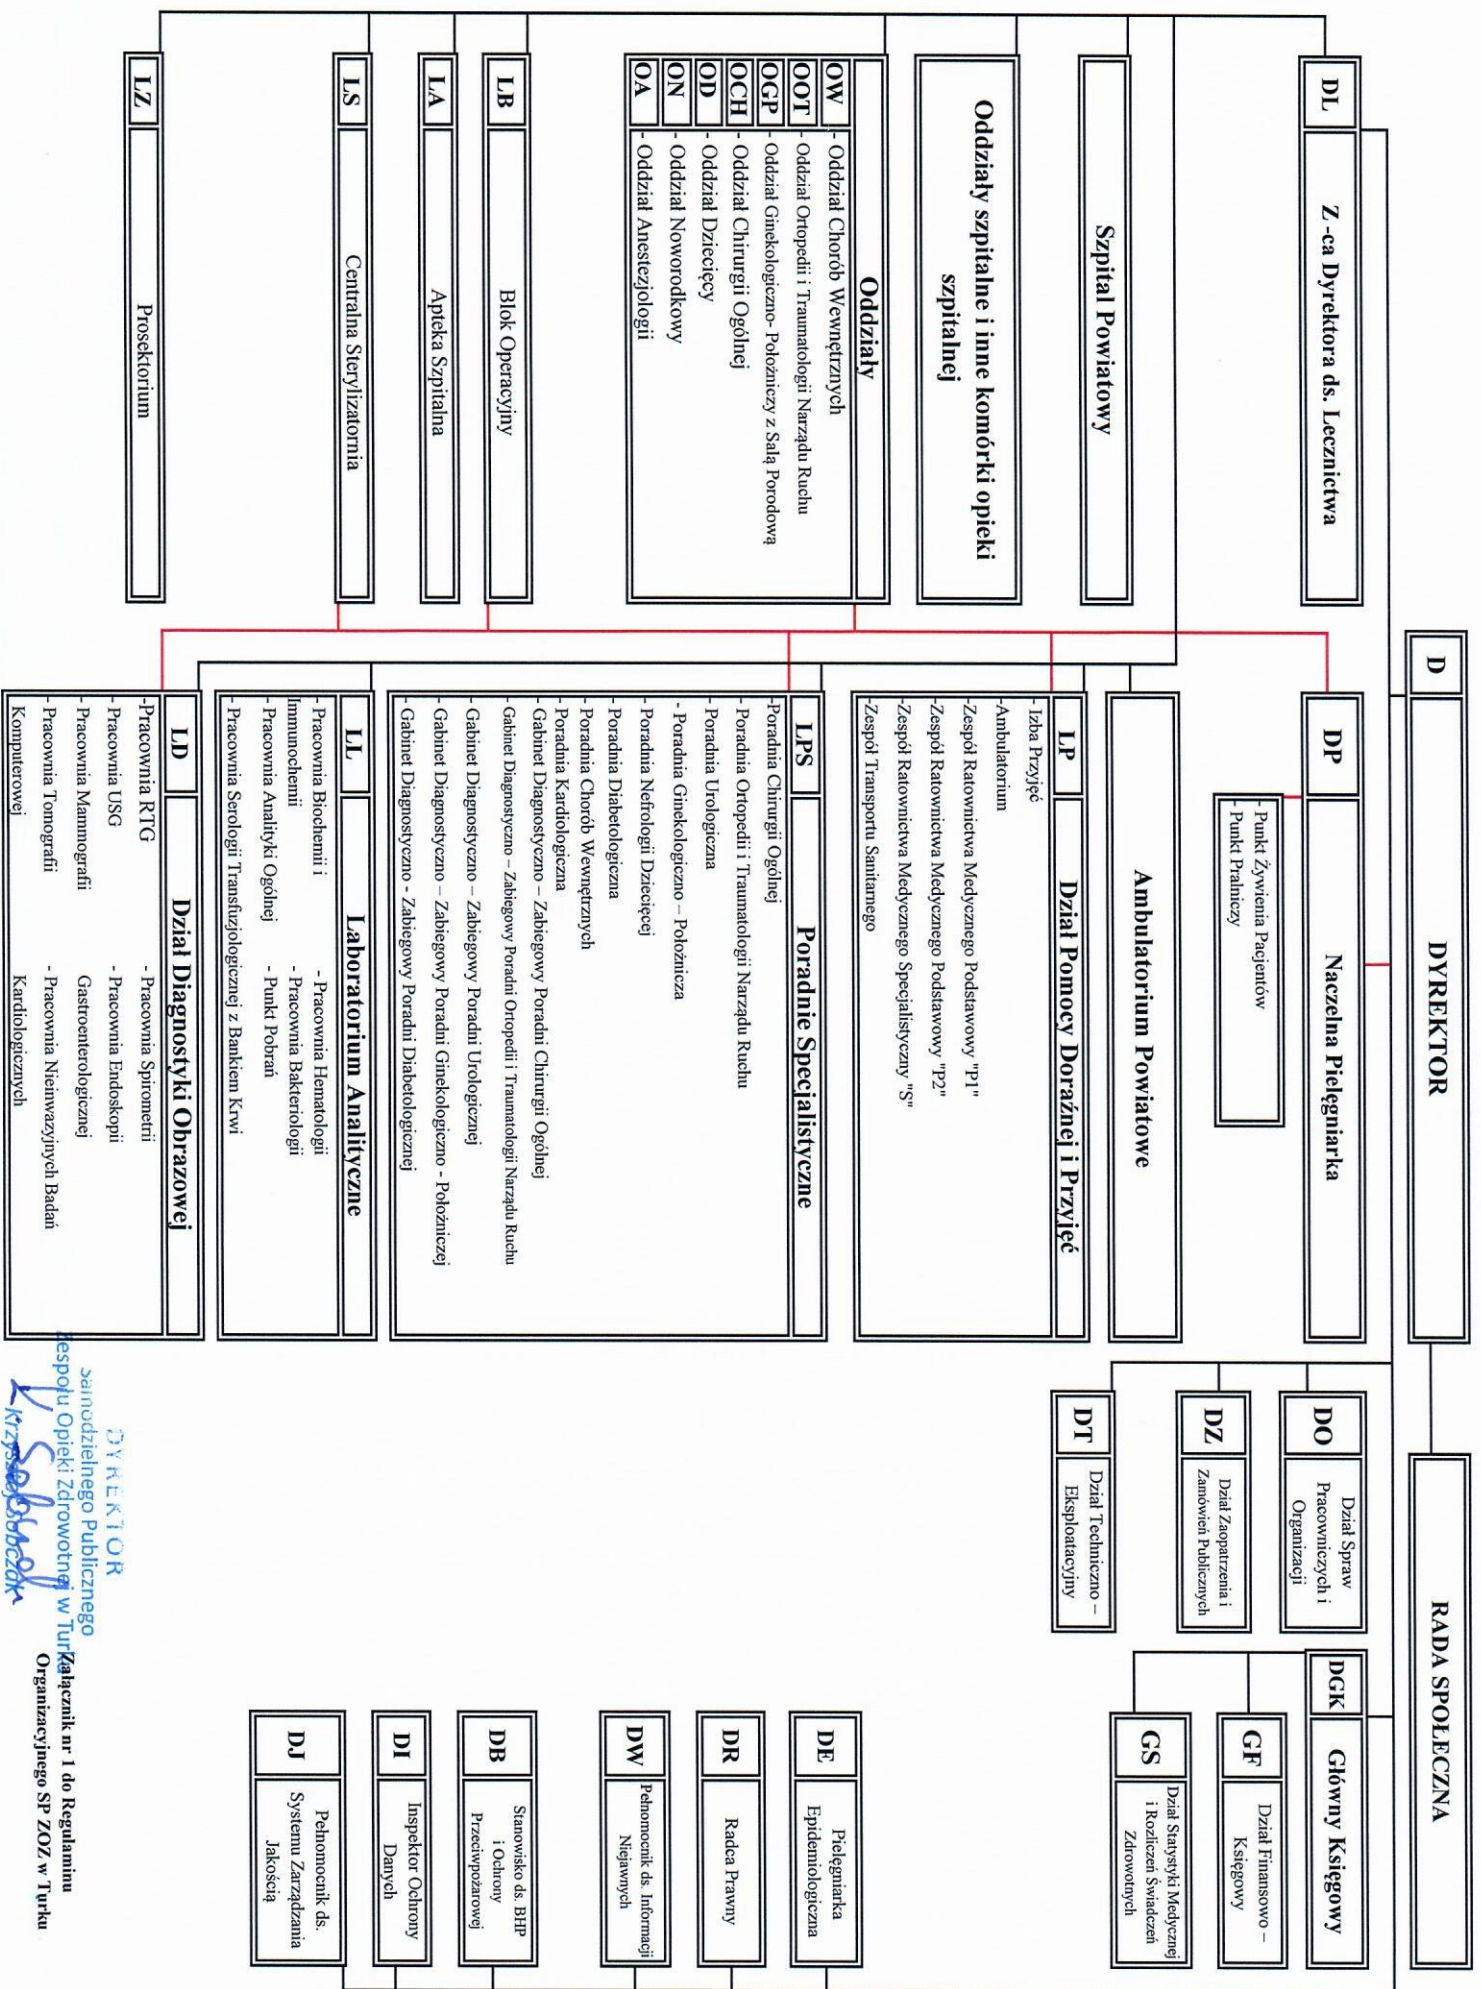 D
DYREKTOR
RADA SPOŁECZNA
DL
Z -ca Dyrektora ds. Lecznictwa
Szpital Powiatowy
Oddziały szpitalne i inne komórki opieki
szpitalnej
Oddziały
OW
- Oddział Chorób Wewnętrznych
OOT
- Oddział Ortopedii i Traumatologii Narządu Ruchu
OGP
- Oddział Ginekologiczno- Położniczy z Salą Porodową
OCH
- Oddział Chirurgii Ogólnej
OD
- Oddział Dziecięcy
ON
- Oddział Noworodkowy
OA
- Oddział Anestezjologii
LB
Blok Operacyjny
LA
Apteka Szpitalna
LS
Centralna Sterylizatornia
LZ
Prosektorium
DP
Naczelna Pielęgniarka
- Punkt Żywienia Pacjentów
- Punkt Pralniczy
Ambulatorium Powiatowe
LP
Dział Pomocy Doraźnej i Przyjęć
- Izba Przyjęć
-Ambulatorium
-Zespół Ratownictwa Medycznego Podstawowy "P1"
-Zespół Ratownictwa Medycznego Podstawowy "P2"
-Zespół Ratownictwa Medycznego Specjalistyczny "S"
-Zespół Transportu Sanitarnego
LPS
Poradnie Specjalistyczne
-Poradnia Chirurgii Ogólnej
- Poradnia Ortopedii i Traumatologii Narządu Ruchu
-Poradnia Urologiczna
- Poradnia Ginekologiczno – Położnicza
-Poradnia Nefrologii Dziecięcej
-Poradnia Diabetologiczna
-Poradnia Chorób Wewnętrznych
-Poradnia Kardiologiczna
-Gabinet Diagnostyczno – Zabiegowy Poradni Chirurgii Ogólnej
- Gabinet Diagnostyczno – Zabiegowy Poradni Ortopedii i Traumatologii Narządu Ruchu
-Gabinet Diagnostyczno – Zabiegowy Poradni Urologicznej
-Gabinet Diagnostyczno – Zabiegowy Poradni Ginekologiczno - Położniczej
-Gabinet Diagnostyczno - Zabiegowy Poradni Diabetologicznej
LL
Laboratorium Analityczne
- Pracownia Biochemii i
Immunochemii
- Pracownia Hematologii
- Pracownia Analityki Ogólnej
- Pracownia Bakteriologii
- Punkt Pobrań
- Pracownia Serologii Transfuzjologicznej z Bankiem Krwi
LD
Dział Diagnostyki Obrazowej
-Pracownia RTG
- Pracownia USG
- Pracownia Mammografii
- Pracownia Tomografii
Komputerowej
- Pracownia Spirometrii
- Pracownia Endoskopii
Gastroenterologicznej
- Pracownia Nieinwazyjnych Badań
Kardiologicznych
DO
Dział Spraw
Pracowniczych i
Organizacji
DZ
Dział Zaopatrzenia i
Zamówień Publicznych
DT
Dział Techniczno –
Eksploatacyjny
DGK
Główny Księgowy
GF
Dział Finansowo –
Księgowy
GS
Dział Statystyki Medycznej
i Rozliczeń Świadczeń
Zdrowotnych
DE
Pielęgniarka
Epidemiologiczna
DR
Radca Prawny
DW
Pełnomocnik ds. Informacji
Niejawnych
DB
Stanowisko ds. BHP
i Ochrony
Przeciwpożarowej
DI
Inspektor Ochrony
Danych
DJ
Pełnomocnik ds.
Systemu Zarządzania
Jakością
DYREKTOR
Samodzielnego Publicznego
Zespołu Opieki Zdrowotnej w Turku
Krzysztof Sobczak
Załącznik nr 1 do Regulaminu
Organizacyjnego SP ZOZ w Turku